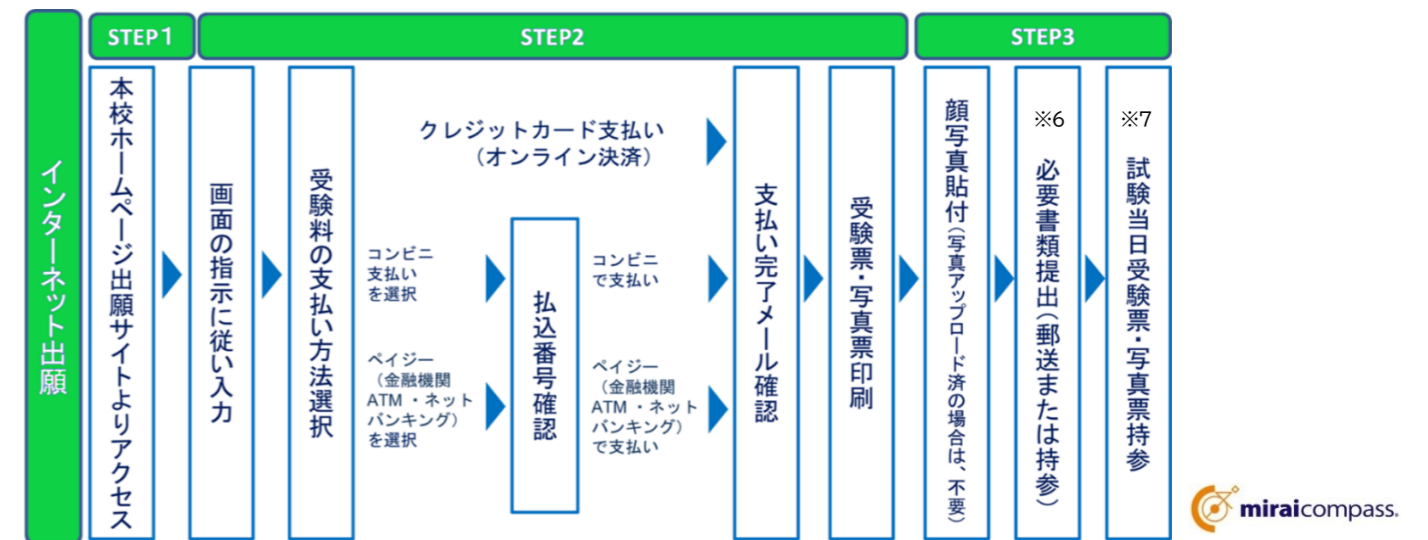 インターネット出願
STEP1
STEP2
STEP3
本校ホームページ出願サイトよりアクセス
画面の指示に従い入力
受験料の支払い方法選択
クレジットカード支払い
（オンライン決済）
コンビニ
支払い
を選択
ペイジー
（金融機関
ATM ・ネット
バンキング）
を選択
払込番号確認
コンビニ
で支払い
ペイジー
（金融機関
ATM ・ネット
バンキング）
で支払い
支払い完了メール確認
受験票・写真票印刷
顔写真貼付（写真アップロード済の場合は、不要）
※6
必要書類提出（郵送または持参）
※7
試験当日受験票・写真票持参
miraicompass.